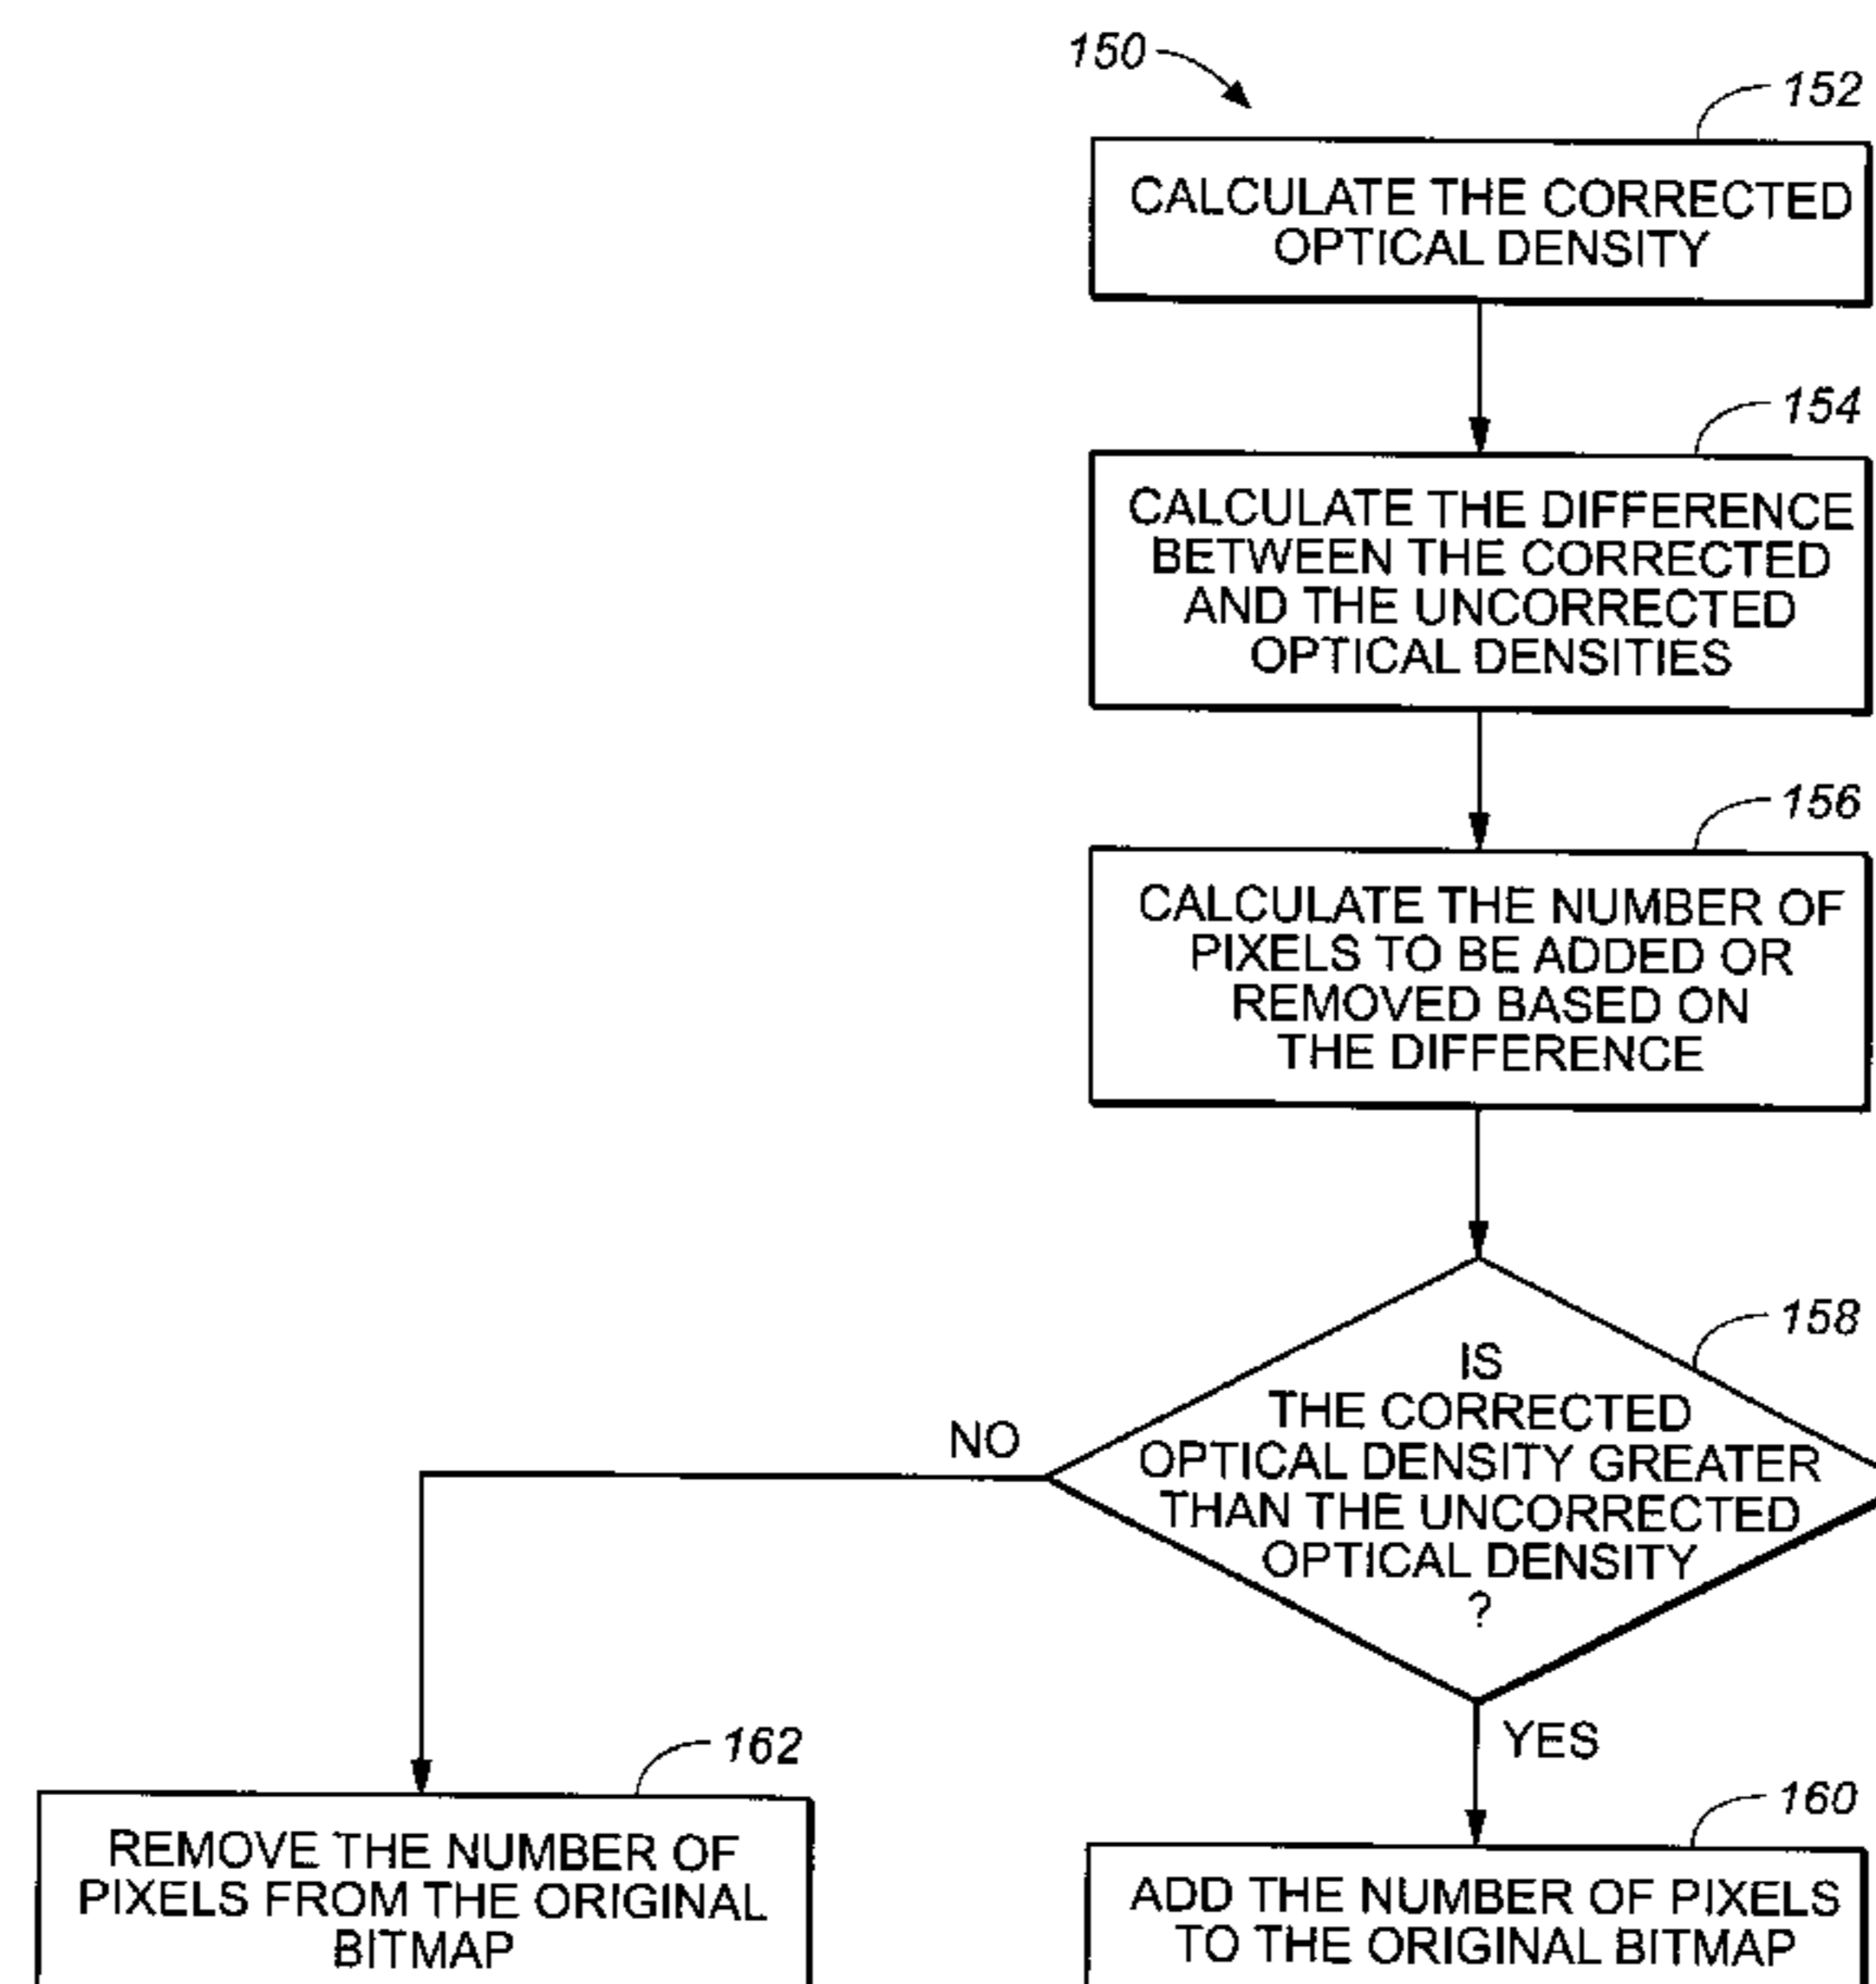 150
152
CALCULATE THE CORRECTED
OPTICAL DENSITY
154
CALCULATE THE DIFFERENCE
BETWEEN THE CORRECTED
AND THE UNCORRECTED
OPTICAL DENSITIES
156
CALCULATE THE NUMBER OF
PIXELS TO BE ADDED OR
REMOVED BASED ON
THE DIFFERENCE
158
IS
THE CORRECTED
OPTICAL DENSITY GREATER
THAN THE UNCORRECTED
OPTICAL DENSITY
?
NO
YES
162
REMOVE THE NUMBER OF
PIXELS FROM THE ORIGINAL
BITMAP
160
ADD THE NUMBER OF PIXELS
TO THE ORIGINAL BITMAP